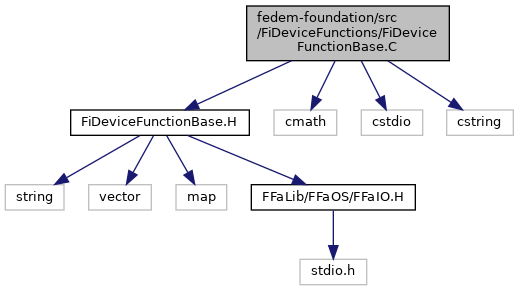 fedem-foundation/src
/FiDeviceFunctions/FiDevice
FunctionBase.C
FiDeviceFunctionBase.H
cmath
cstdio
cstring
string
vector
map
FFaLib/FFaOS/FFaIO.H
stdio.h